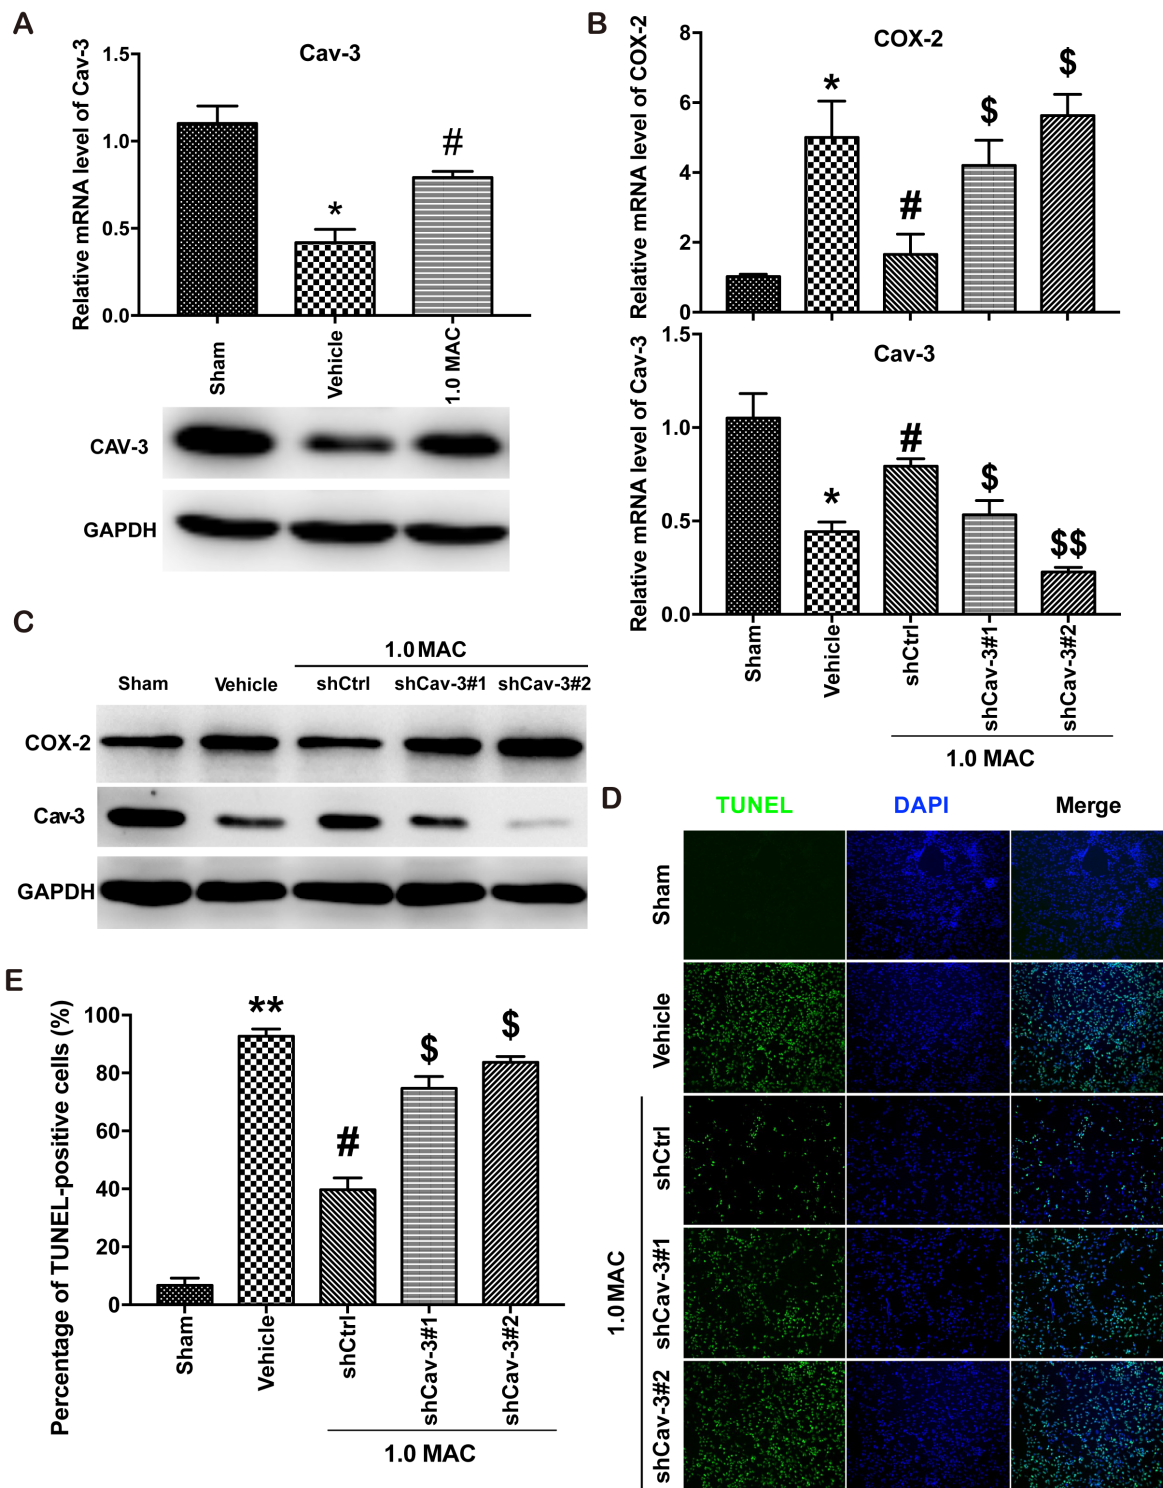 A
Cav-3
Relative mRNA level of Cav-3
1.5
1.0
0.5
0.0
*
#
Sham
Vehicle
1.0 MAC
CAV-3
GAPDH
B
COX-2
Relative mRNA level of COX-2
8
6
4
2
0
*
#
$
$
Cav-3
Relative mRNA level of Cav-3
1.5
1.0
0.5
0.0
*
#
$
$$
Sham
Vehicle
shCtrl
shCav-3#1
shCav-3#2
1.0 MAC
C
1.0 MAC
Sham Vehicle shCtrl shCav-3#1 shCav-3#2
COX-2
Cav-3
GAPDH
D
TUNEL DAPI Merge
Sham
Vehicle
shCtrl
shCav-3#1
shCav-3#2
1.0MAC
E
Percentage of TUNEL-positive cells (%)
100
80
60
40
20
0
**
#
$
$
Sham
Vehicle
shCtrl
shCav-3#1
shCav-3#2
1.0 MAC